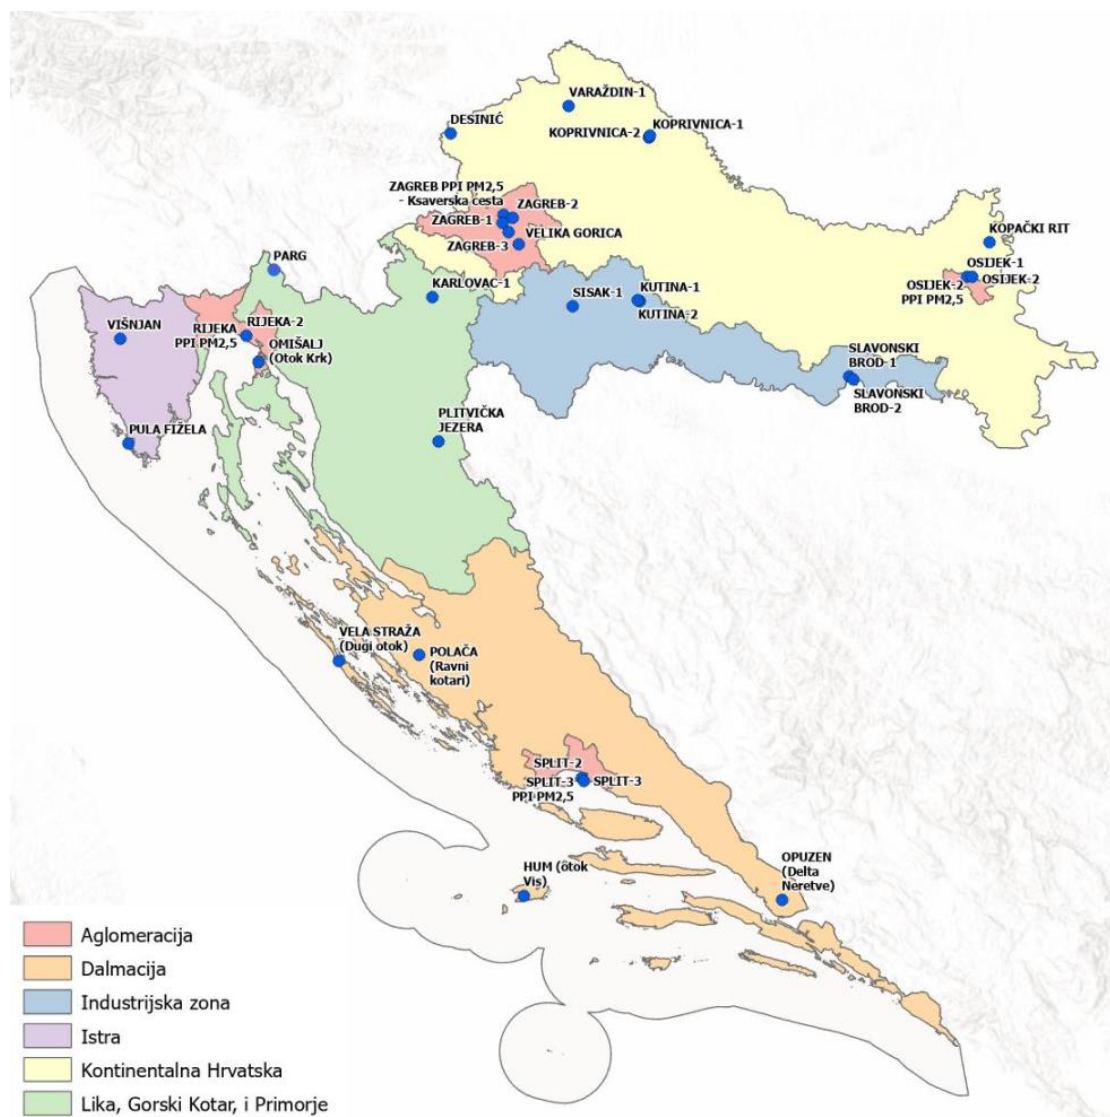 VARAŽDIN-1
DESINIĆ
KOPRIVNICA-1
KOPRIVNICA-2
ZAGREB PPI PM2,5
- Ksaverska cesta
ZAGREB-2
ZAGREB-1
VELIKA GORICA
ZAGREB-3
KOPAČKI RIT
PARG
OSIJEK-1
OSIJEK-2
OSIJEK-2
PPI PM2,5
KARLOVAC-1
SISAK-1
KUTINA-1
KUTINA-2
VIŠNJAN
RIJEKA-2
RIJEKA
PPI PM2,5
OMIŠALJ
(Otok Krk)
SLAVONSKI
BROD-1
SLAVONSKI
BROD-2
PLITVIČKA
JEZERA
PULA FIŽELA
VELA STRAŽA
(Dugi otok)
POLAČA
(Ravni
kotari)
SPLIT-2
SPLIT-3
PPI PM2,5
SPLIT-3
HUM (otok
Vis)
OPUZEN
(Delta
Neretve)
Aglomeracija
Dalmacija
Industrijska zona
Istra
Kontinentalna Hrvatska
Lika, Gorski Kotar, i Primorje